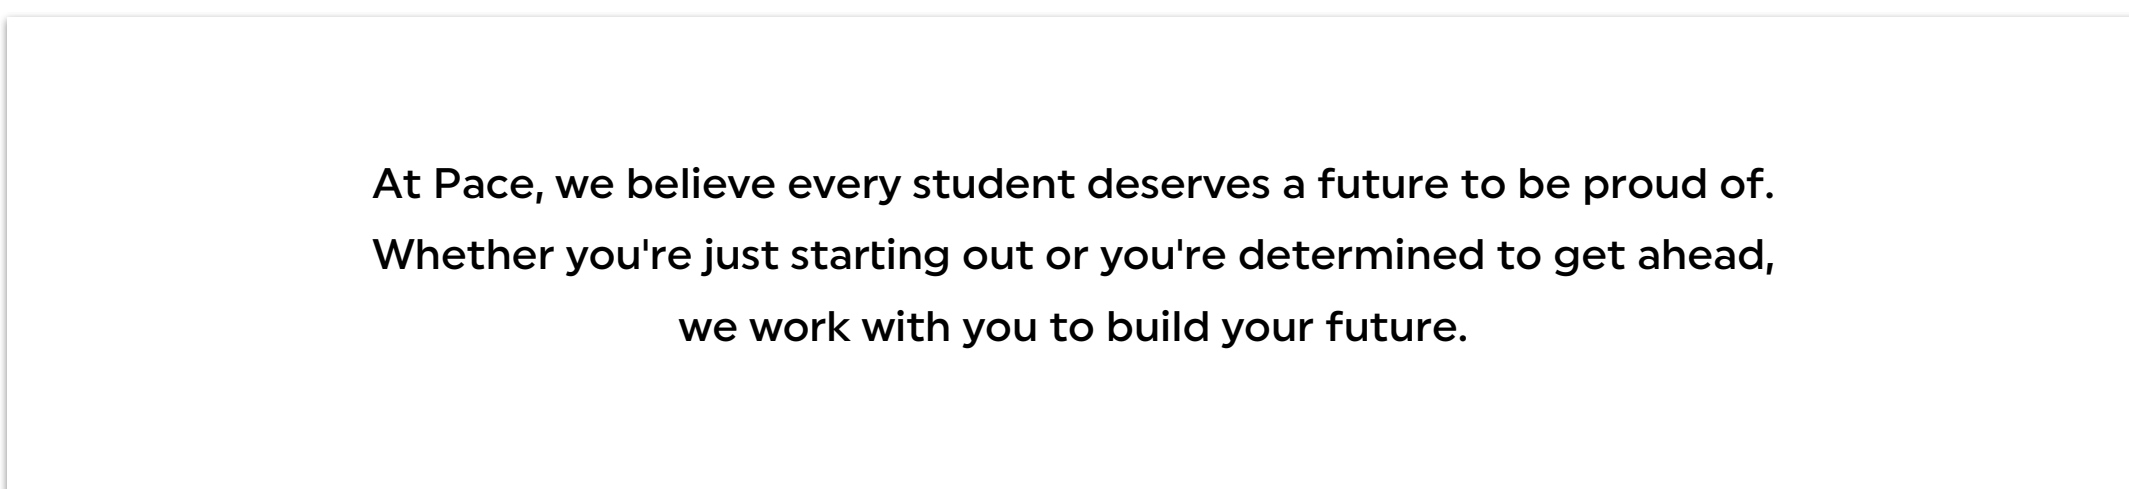 At Pace, we believe every student deserves a future to be proud of.
Whether you're just starting out or you're determined to get ahead,
we work with you to build your future.